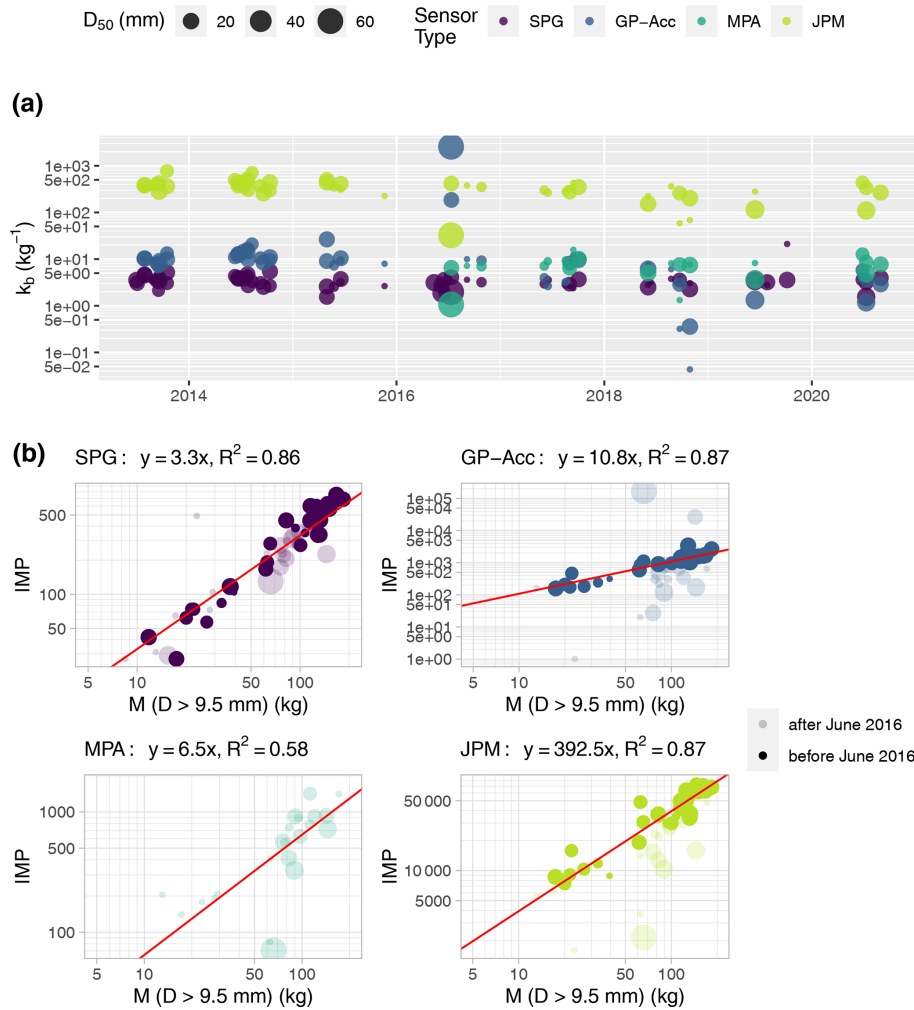 D50 (mm) 20 40 60 Sensor Type SPG GP−Acc MPA JPM
(a)
1e+03
5e+02
1e+02
5e+01
1e+01
5e+00
1e+00
5e−01
1e−01
5e−02
kb (kg−1)
2014 2016 2018 2020
(b)
SPG : y = 3.3x, R2 = 0.86
500
100
50
IMP
5 10 50 100
M (D > 9.5 mm) (kg)
GP−Acc : y = 10.8x, R2 = 0.87
1e+05
5e+04
1e+04
5e+03
1e+03
5e+02
1e+02
5e+01
1e+01
5e+00
1e+00
IMP
5 10 50 100
M (D > 9.5 mm) (kg)
MPA : y = 6.5x, R2 = 0.58
1000
500
100
IMP
5 10 50 100
M (D > 9.5 mm) (kg)
JPM : y = 392.5x, R2 = 0.87
50 000
10 000
5000
IMP
5 10 50 100
M (D > 9.5 mm) (kg)
after June 2016
before June 2016